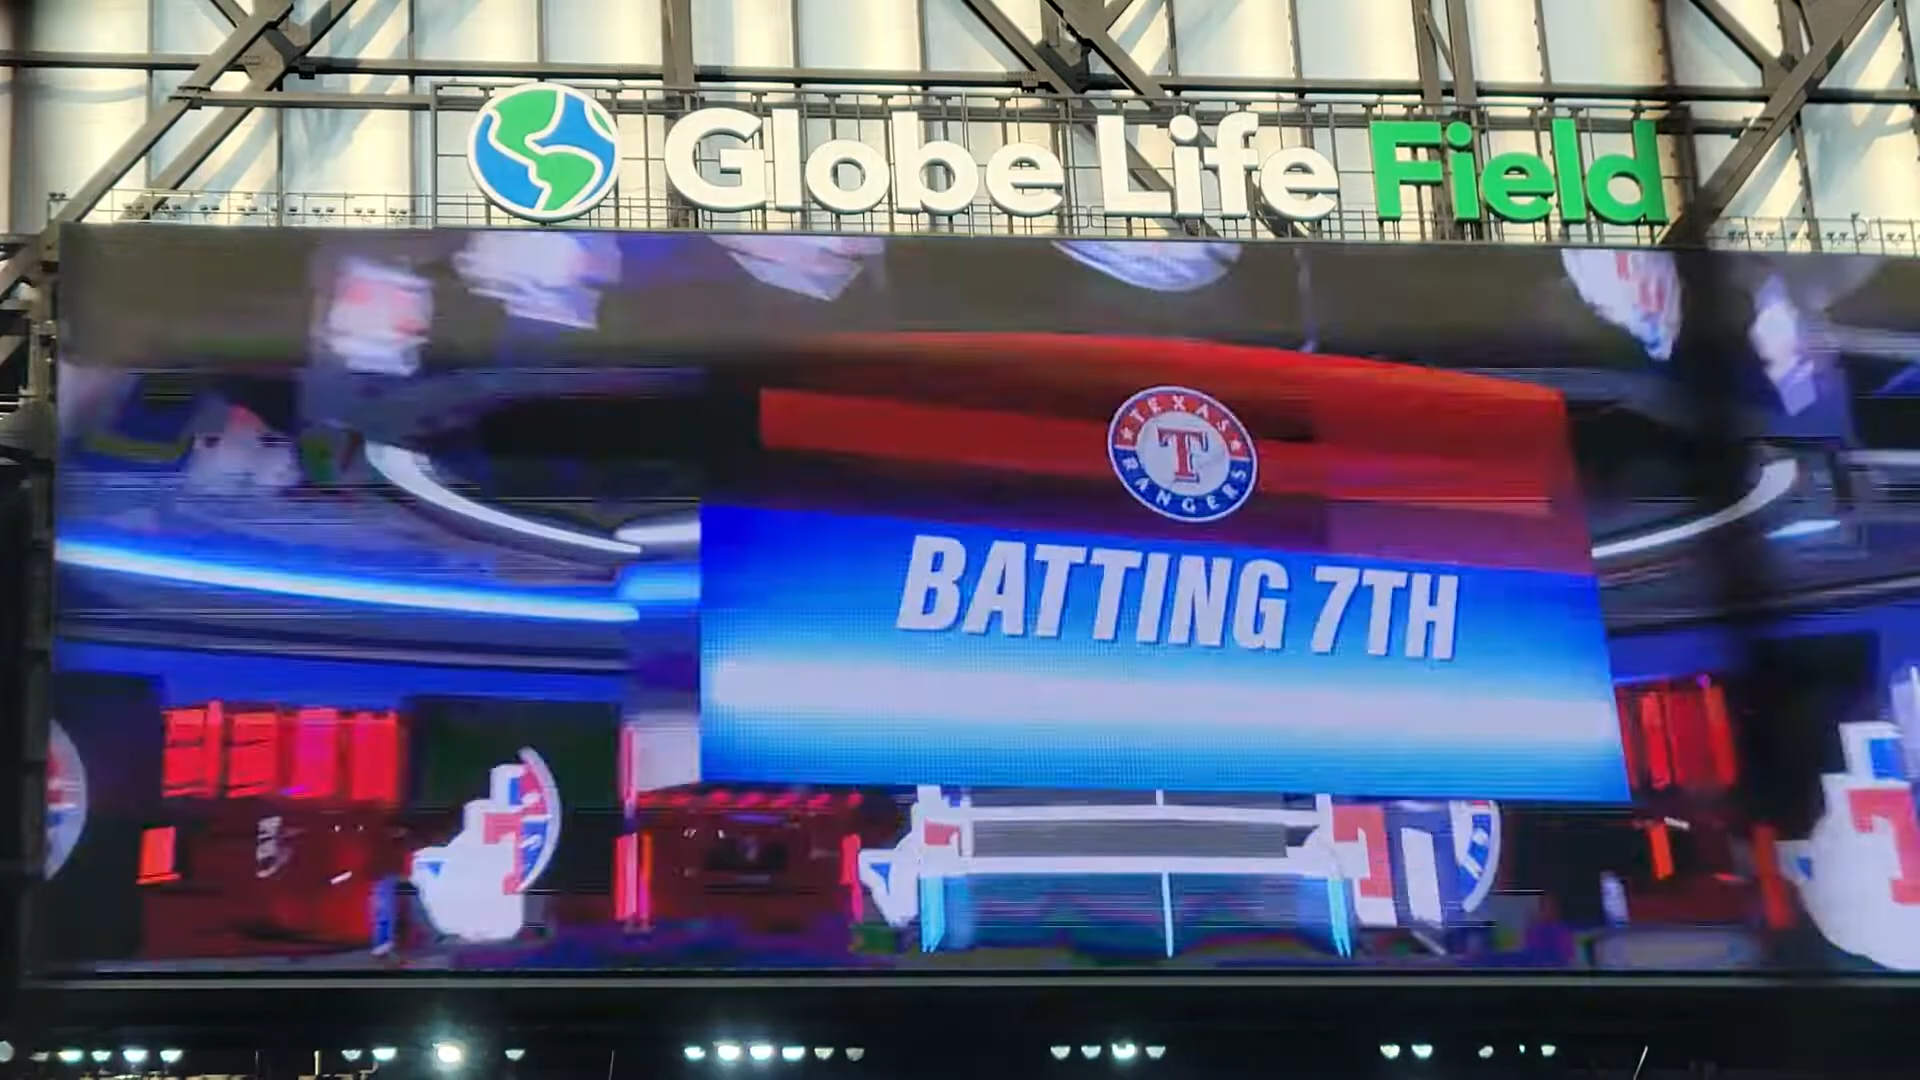 Globe Life Field
TEXAS
T
RANGERS
BATTING 7TH